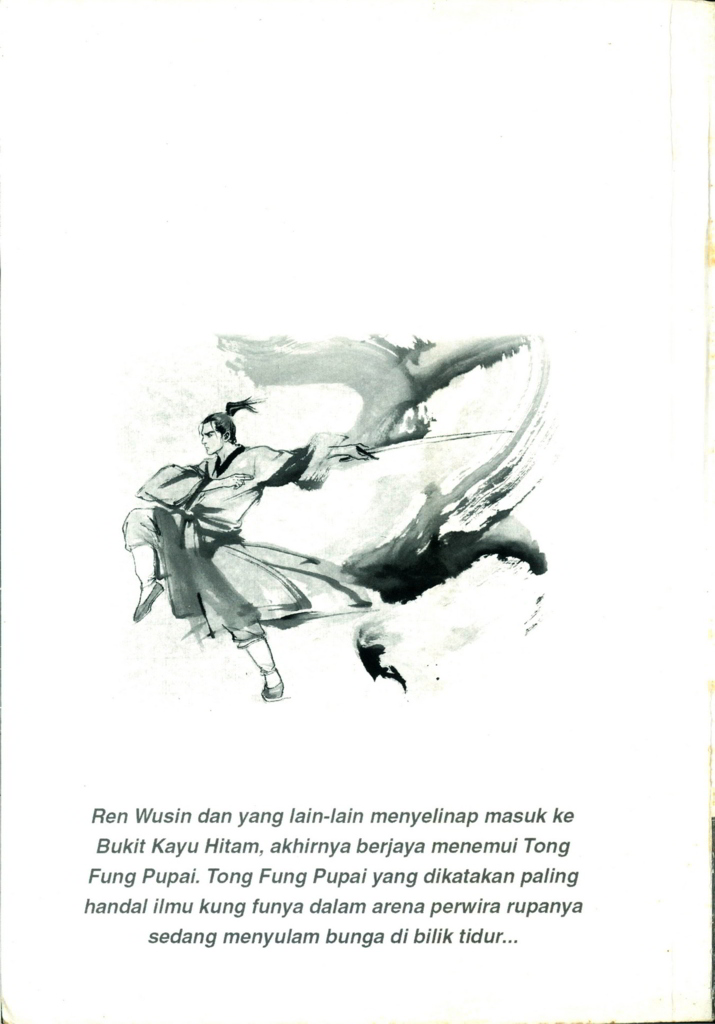 Ren Wusin dan yang lain-lain menyelinap masuk ke
Bukit Kayu Hitam, akhirnya berjaya menemui Tong
Fung Pupai. Tong Fung Pupai yang dikatakan paling
handal ilmu kung funya dalam arena perwira rupanya
sedang menyulam bunga di bilik tidur...